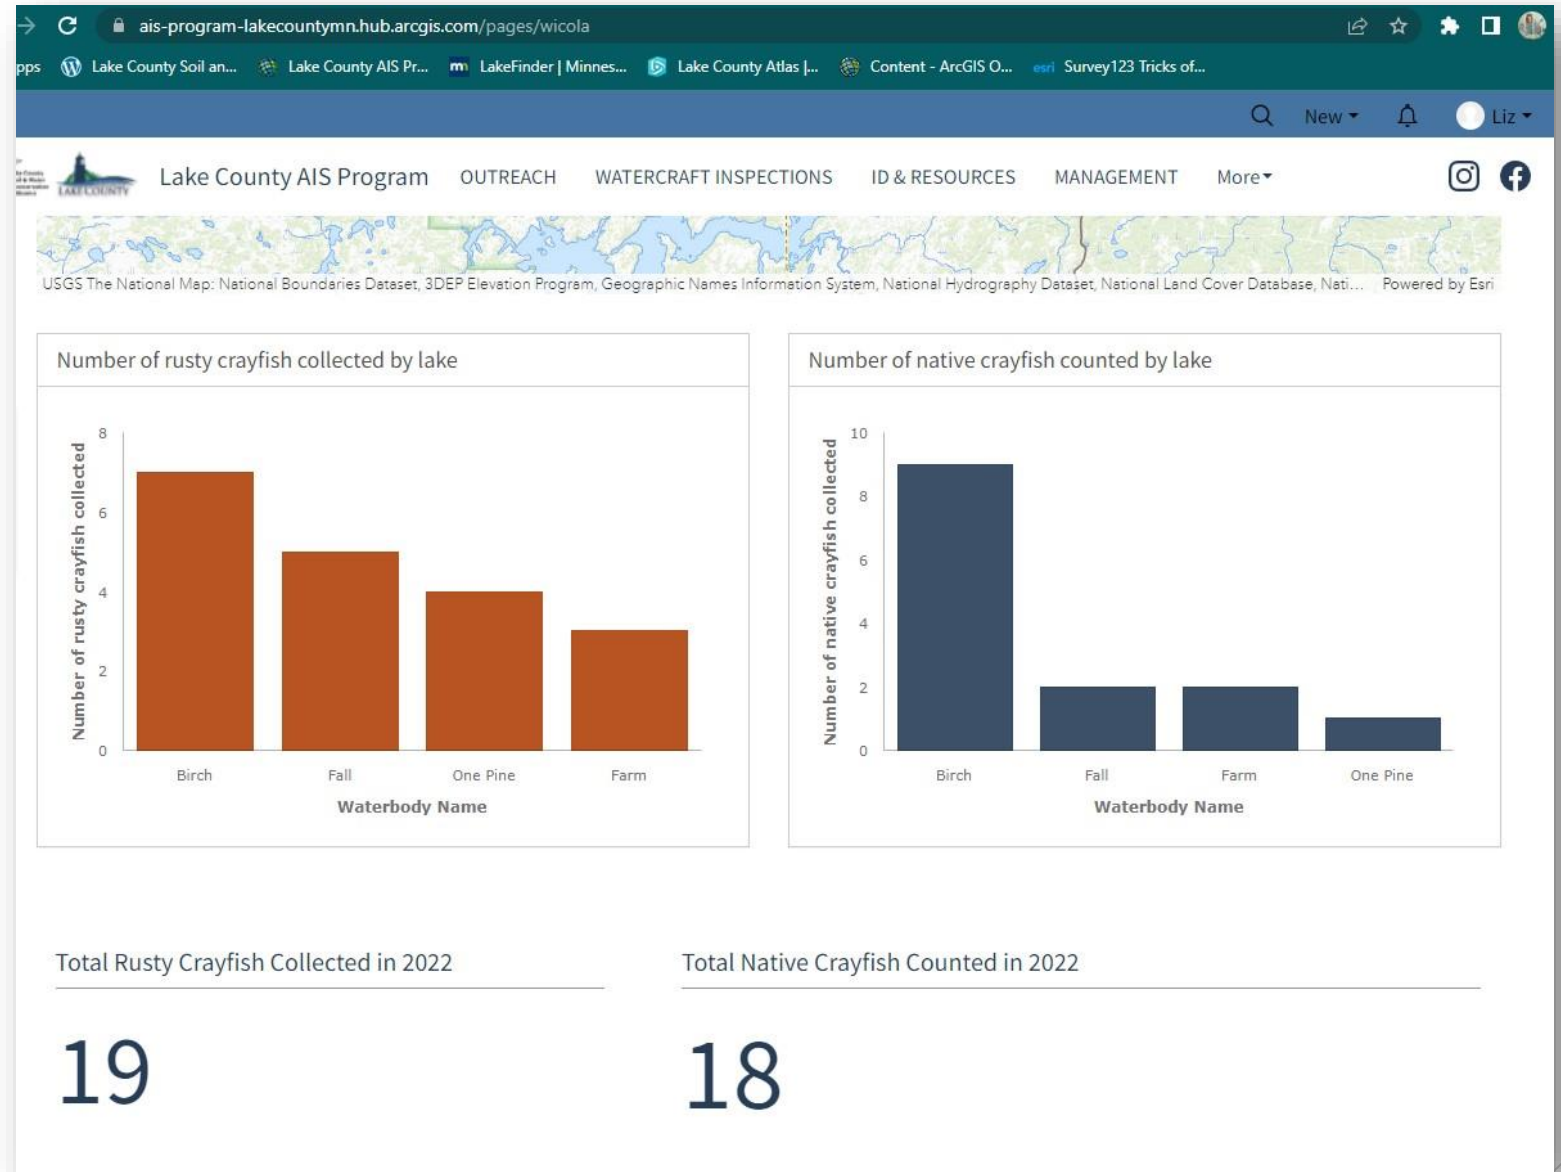 ais-program-lakecountymn.hub.arcgis.com/pages/wicola
pps Lake County Soil an... Lake County AIS Pr... m LakeFinder | Minnes... Lake County Atlas |... Content - ArcGIS O... esri Survey123 Tricks of...
New Liz
LAKE COUNTY Lake County AIS Program OUTREACH WATERCRAFT INSPECTIONS ID & RESOURCES MANAGEMENT More
USGS The National Map: National Boundaries Dataset, 3DEP Elevation Program, Geographic Names Information System, National Hydrography Dataset, National Land Cover Database, Nati... Powered by Esri
Number of rusty crayfish collected by lake
Number of rusty crayfish collected
8
6
4
2
0
Birch Fall One Pine Farm
Waterbody Name
Number of native crayfish counted by lake
Number of native crayfish collected
10
8
6
4
2
0
Birch Fall Farm One Pine
Waterbody Name
Total Rusty Crayfish Collected in 2022
19
Total Native Crayfish Counted in 2022
18